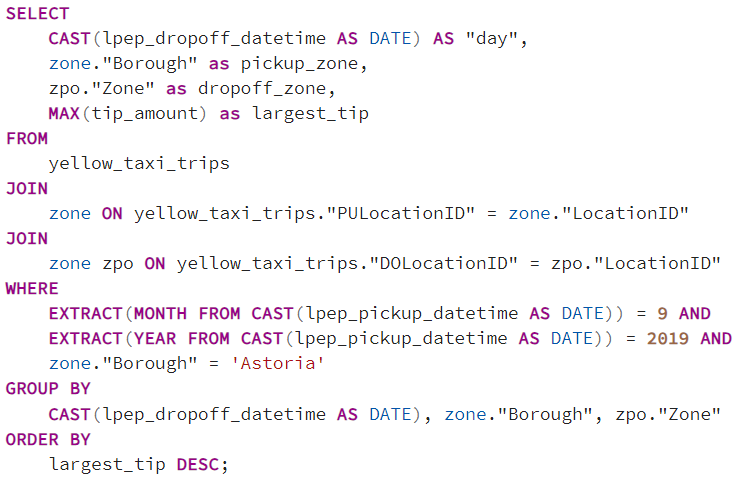 SELECT
    CAST(lpep_dropoff_datetime AS DATE) AS "day",
    zone."Borough" as pickup_zone,
    zpo."Zone" as dropoff_zone,
    MAX(tip_amount) as largest_tip
FROM
    yellow_taxi_trips
JOIN
    zone ON yellow_taxi_trips."PULocationID" = zone."LocationID"
JOIN
    zone zpo ON yellow_taxi_trips."DOLocationID" = zpo."LocationID"
WHERE
    EXTRACT(MONTH FROM CAST(lpep_pickup_datetime AS DATE)) = 9 AND
    EXTRACT(YEAR FROM CAST(lpep_pickup_datetime AS DATE)) = 2019 AND
    zone."Borough" = 'Astoria'
GROUP BY
    CAST(lpep_dropoff_datetime AS DATE), zone."Borough", zpo."Zone"
ORDER BY
    largest_tip DESC;